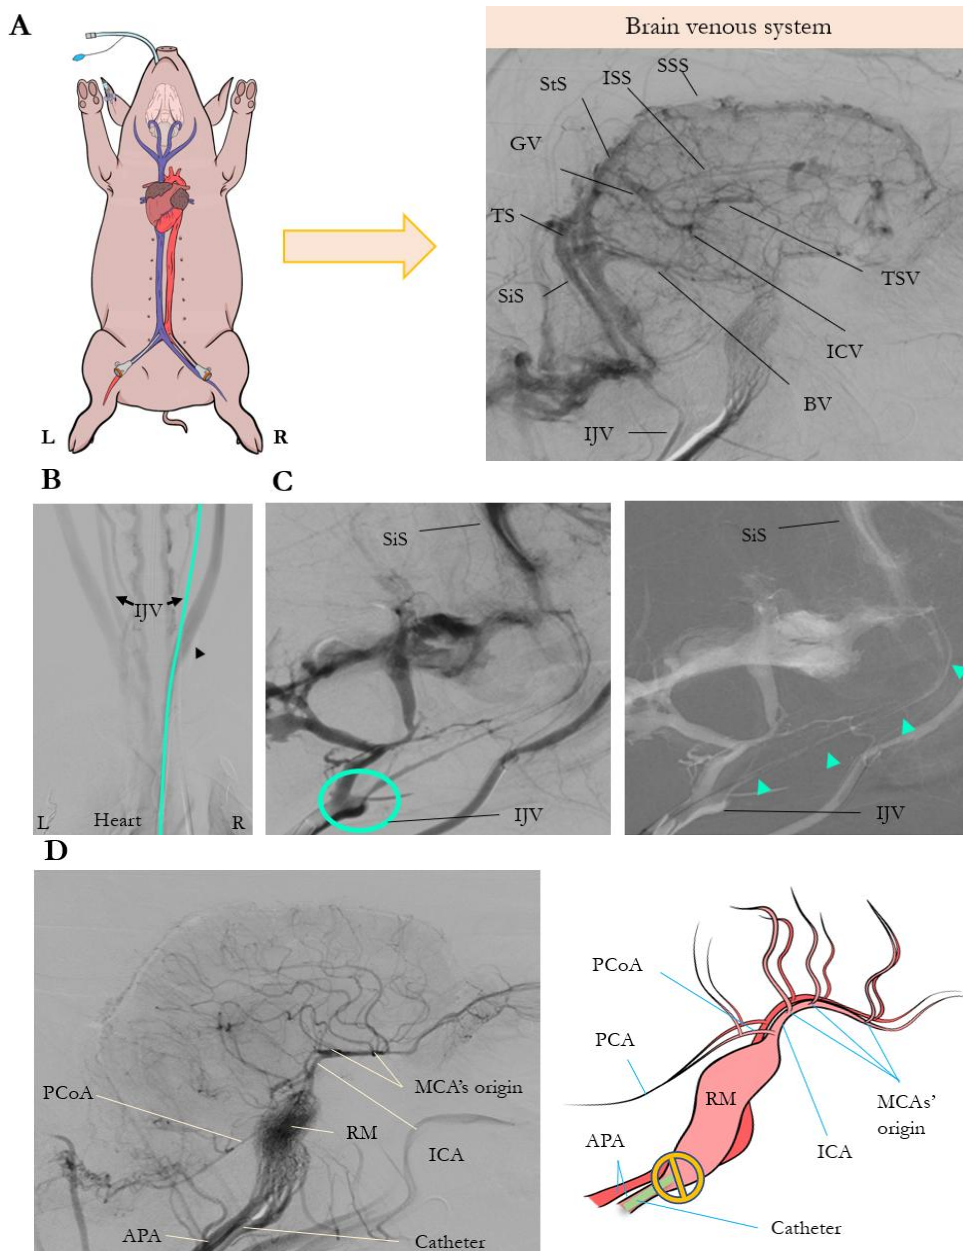 A
Brain venous system
SSS
ISS
StS
GV
TS
TSV
SiS
ICV
BV
IJV
L
R
B
C
IJV
L
Heart
R
SiS
IJV
SiS
IJV
D
PCoA
MCA's origin
RM
ICA
APA
Catheter
PCoA
PCA
RM
MCAs'
origin
APA
ICA
Catheter